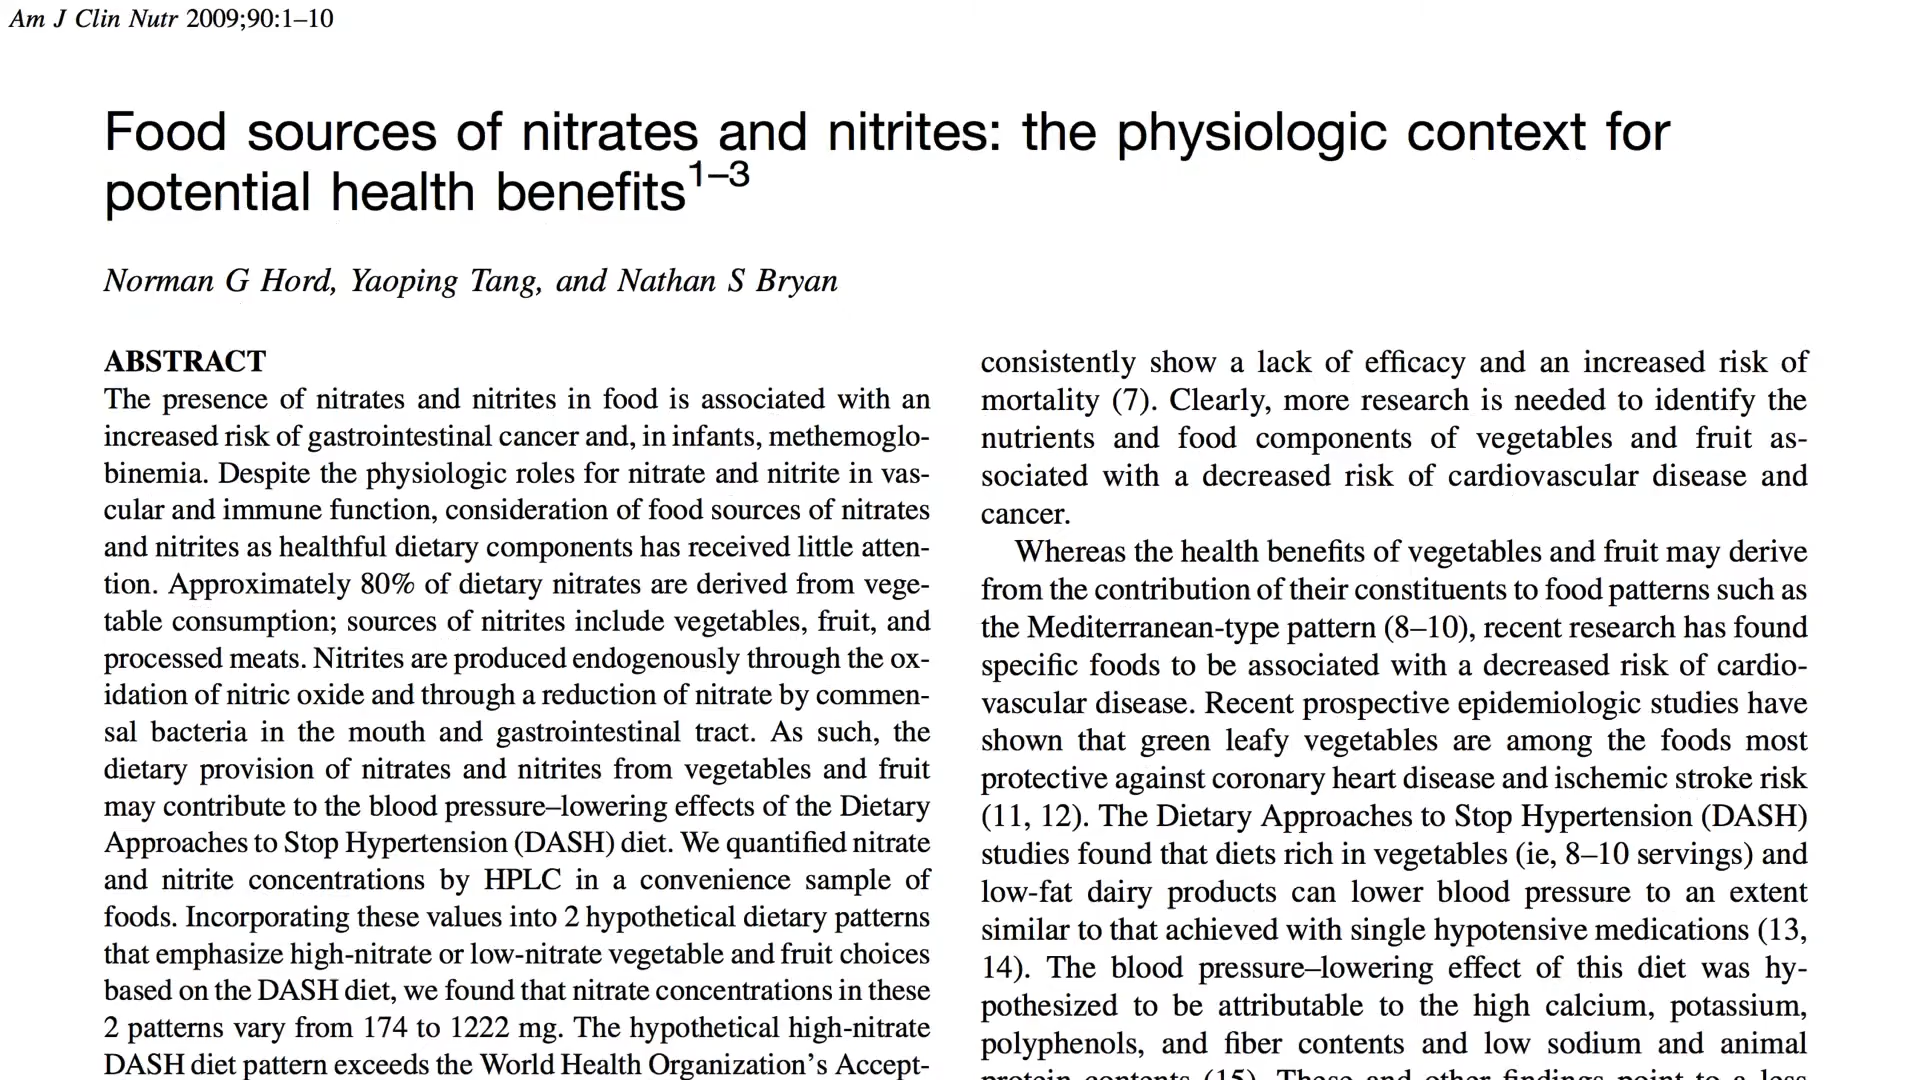 Am J Clin Nutr 2009;90:1–10
Food sources of nitrates and nitrites: the physiologic context for
potential health benefits1–3
Norman G Hord, Yaoping Tang, and Nathan S Bryan
ABSTRACT
The presence of nitrates and nitrites in food is associated with an
increased risk of gastrointestinal cancer and, in infants, methemoglo-
binemia. Despite the physiologic roles for nitrate and nitrite in vas-
cular and immune function, consideration of food sources of nitrates
and nitrites as healthful dietary components has received little atten-
tion. Approximately 80% of dietary nitrates are derived from vege-
table consumption; sources of nitrites include vegetables, fruit, and
processed meats. Nitrites are produced endogenously through the ox-
idation of nitric oxide and through a reduction of nitrate by commen-
sal bacteria in the mouth and gastrointestinal tract. As such, the
dietary provision of nitrates and nitrites from vegetables and fruit
may contribute to the blood pressure–lowering effects of the Dietary
Approaches to Stop Hypertension (DASH) diet. We quantified nitrate
and nitrite concentrations by HPLC in a convenience sample of
foods. Incorporating these values into 2 hypothetical dietary patterns
that emphasize high-nitrate or low-nitrate vegetable and fruit choices
based on the DASH diet, we found that nitrate concentrations in these
2 patterns vary from 174 to 1222 mg. The hypothetical high-nitrate
DASH diet pattern exceeds the World Health Organization's Accept-
consistently show a lack of efficacy and an increased risk of
mortality (7). Clearly, more research is needed to identify the
nutrients and food components of vegetables and fruit as-
sociated with a decreased risk of cardiovascular disease and
cancer.
Whereas the health benefits of vegetables and fruit may derive
from the contribution of their constituents to food patterns such as
the Mediterranean-type pattern (8–10), recent research has found
specific foods to be associated with a decreased risk of cardio-
vascular disease. Recent prospective epidemiologic studies have
shown that green leafy vegetables are among the foods most
protective against coronary heart disease and ischemic stroke risk
(11, 12). The Dietary Approaches to Stop Hypertension (DASH)
studies found that diets rich in vegetables (ie, 8–10 servings) and
low-fat dairy products can lower blood pressure to an extent
similar to that achieved with single hypotensive medications (13,
14). The blood pressure–lowering effect of this diet was hy-
pothesized to be attributable to the high calcium, potassium,
polyphenols, and fiber contents and low sodium and animal
protein contents (15). These and other findings point to a less